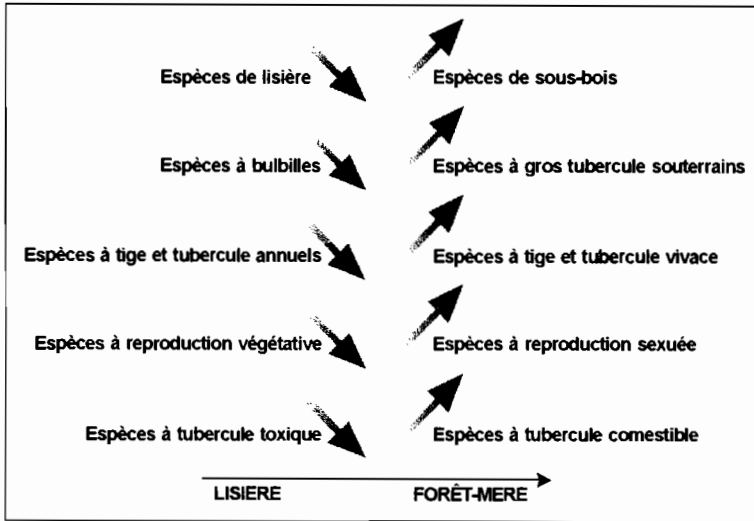 Espèces de lisière
Espèces de sous-bois
Espèces à bulbilles
Espèces à gros tubercule souterrains
Espèces à tige et tubercule annuels
Espèces à tige et tubercule vivace
Espèces à reproduction végétative
Espèces à reproduction sexuée
Espèces à tubercule toxique
Espèces à tubercule comestible
LISIERE
FORÊT-MERE